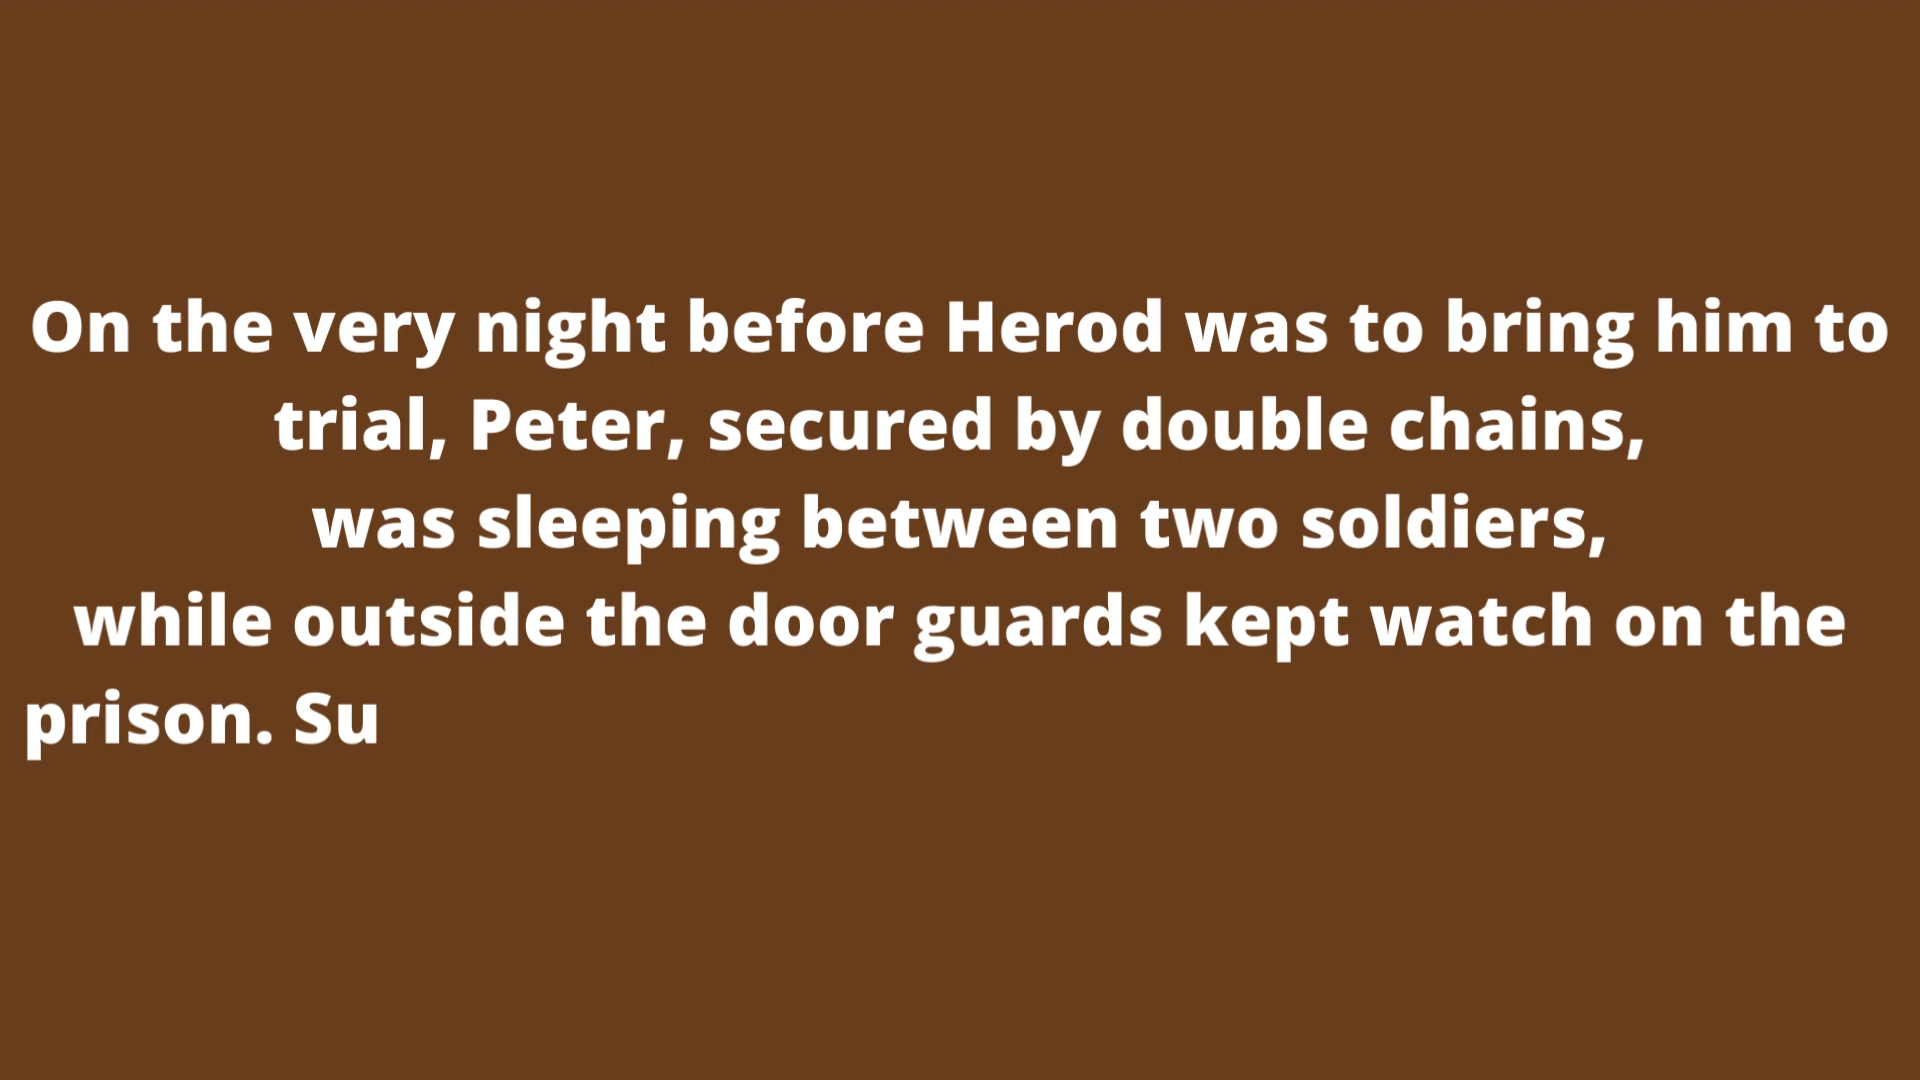 On the very night before Herod was to bring him to
trial, Peter, secured by double chains,
was sleeping between two soldiers,
while outside the door guards kept watch on the
prison. Su